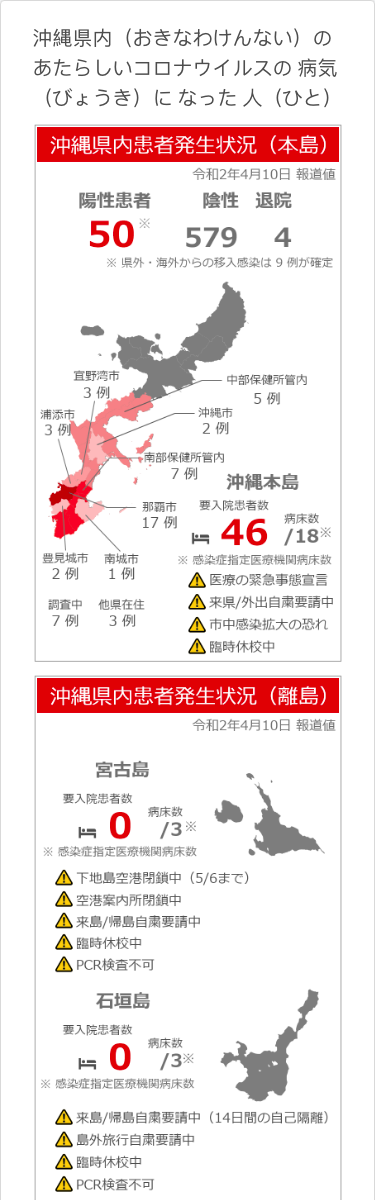 沖縄県内（おきなわけんない）の
あたらしいコロナウイルスの 病気
（びょうき）に なった 人（ひと）
沖縄県内患者発生状況（本島）
令和2年4月10日 報道値
陽性患者 陰性 退院
50※ 579 4
※ 県外・海外からの移入感染は 9 例が確定
宜野湾市
3 例
中部保健所管内
5 例
浦添市
3 例
沖縄市
2 例
南部保健所管内
7 例
那覇市
17 例
豊見城市
2 例
南城市
1 例
調査中
7 例
他県在住
3 例
沖縄本島
要入院患者数 病床数
46 /18※
※ 感染症指定医療機関病床数
医療の緊急事態宣言
来県/外出自粛要請中
市中感染拡大の恐れ
臨時休校中
沖縄県内患者発生状況（離島）
令和2年4月10日 報道値
宮古島
要入院患者数 病床数
0 /3※
※ 感染症指定医療機関病床数
下地島空港閉鎖中（5/6まで）
空港案内所閉鎖中
来島/帰島自粛要請中
臨時休校中
PCR検査不可
石垣島
要入院患者数 病床数
0 /3※
※ 感染症指定医療機関病床数
来島/帰島自粛要請中（14日間の自己隔離）
島外旅行自粛要請中
臨時休校中
PCR検査不可